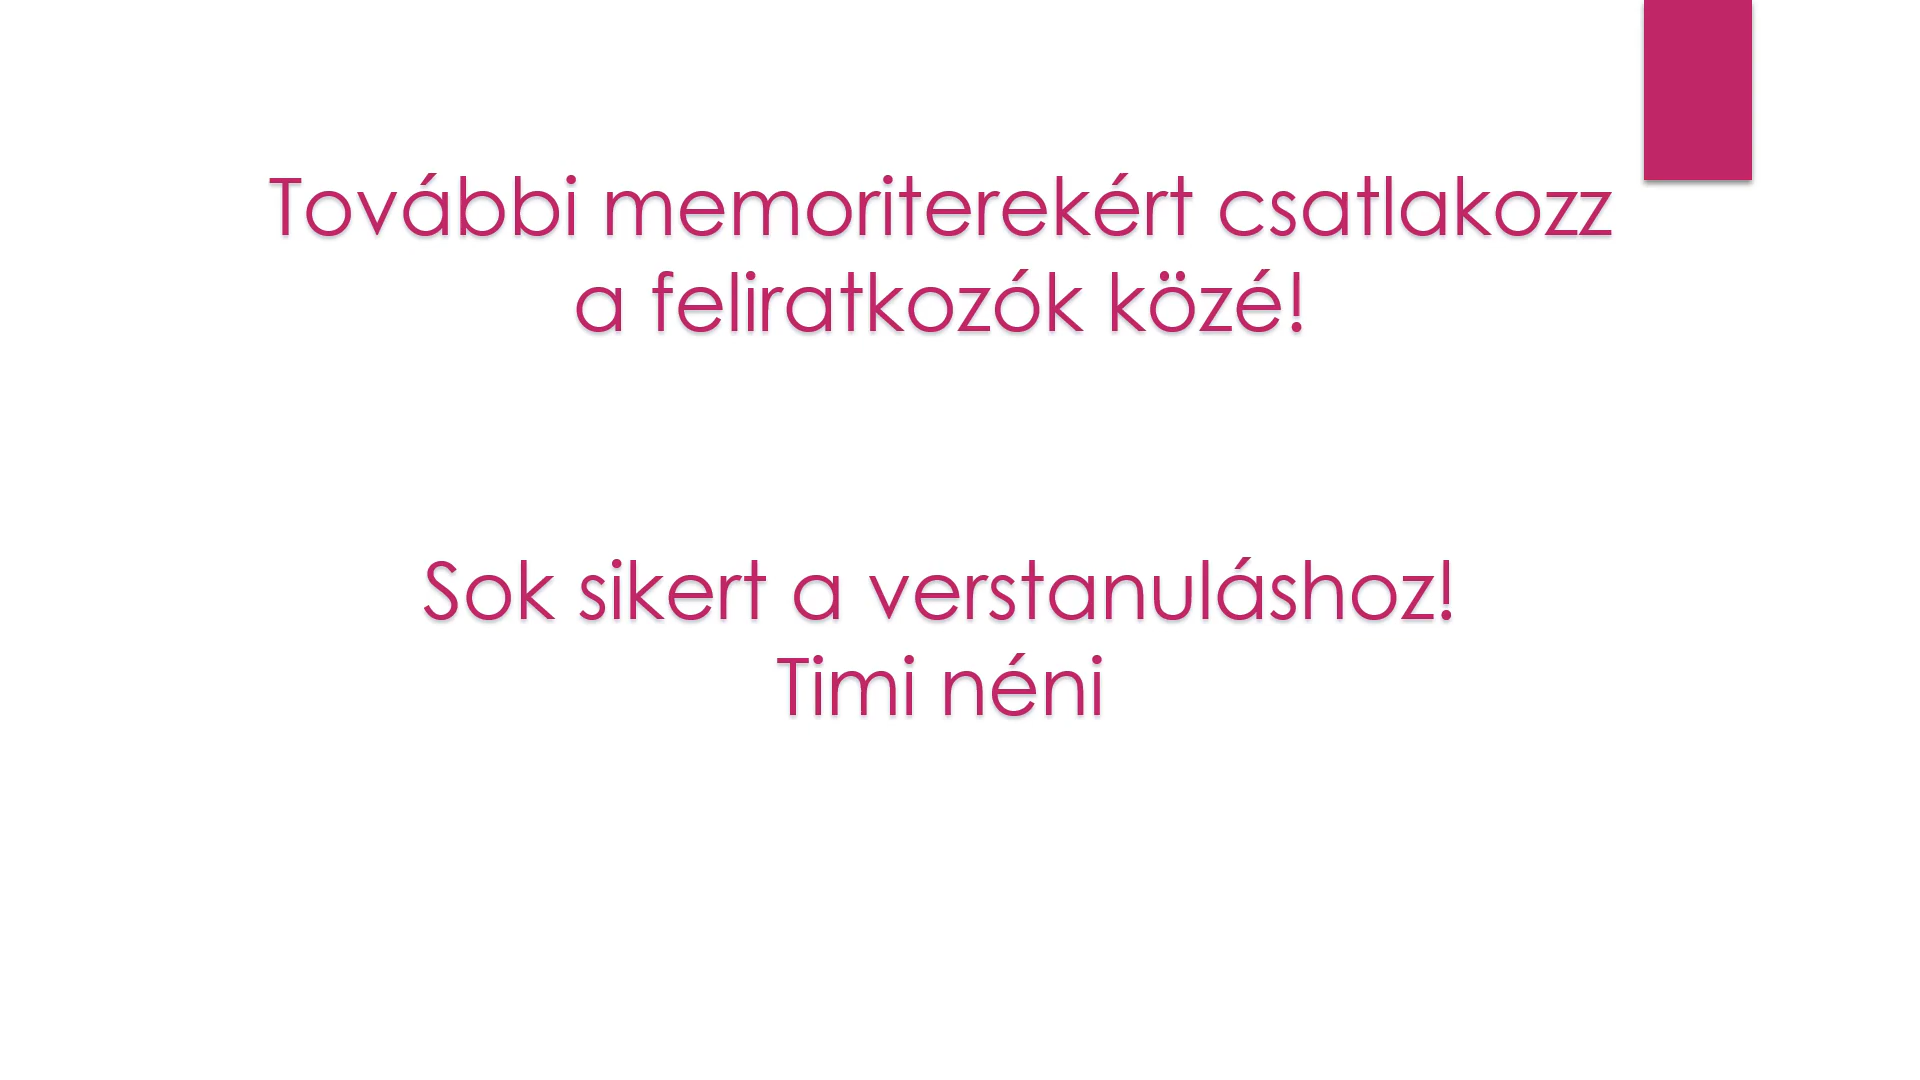 További memoriterekért csatlakozz
a feliratkozók közé!
Sok sikert a verstanuláshoz!
Timi néni